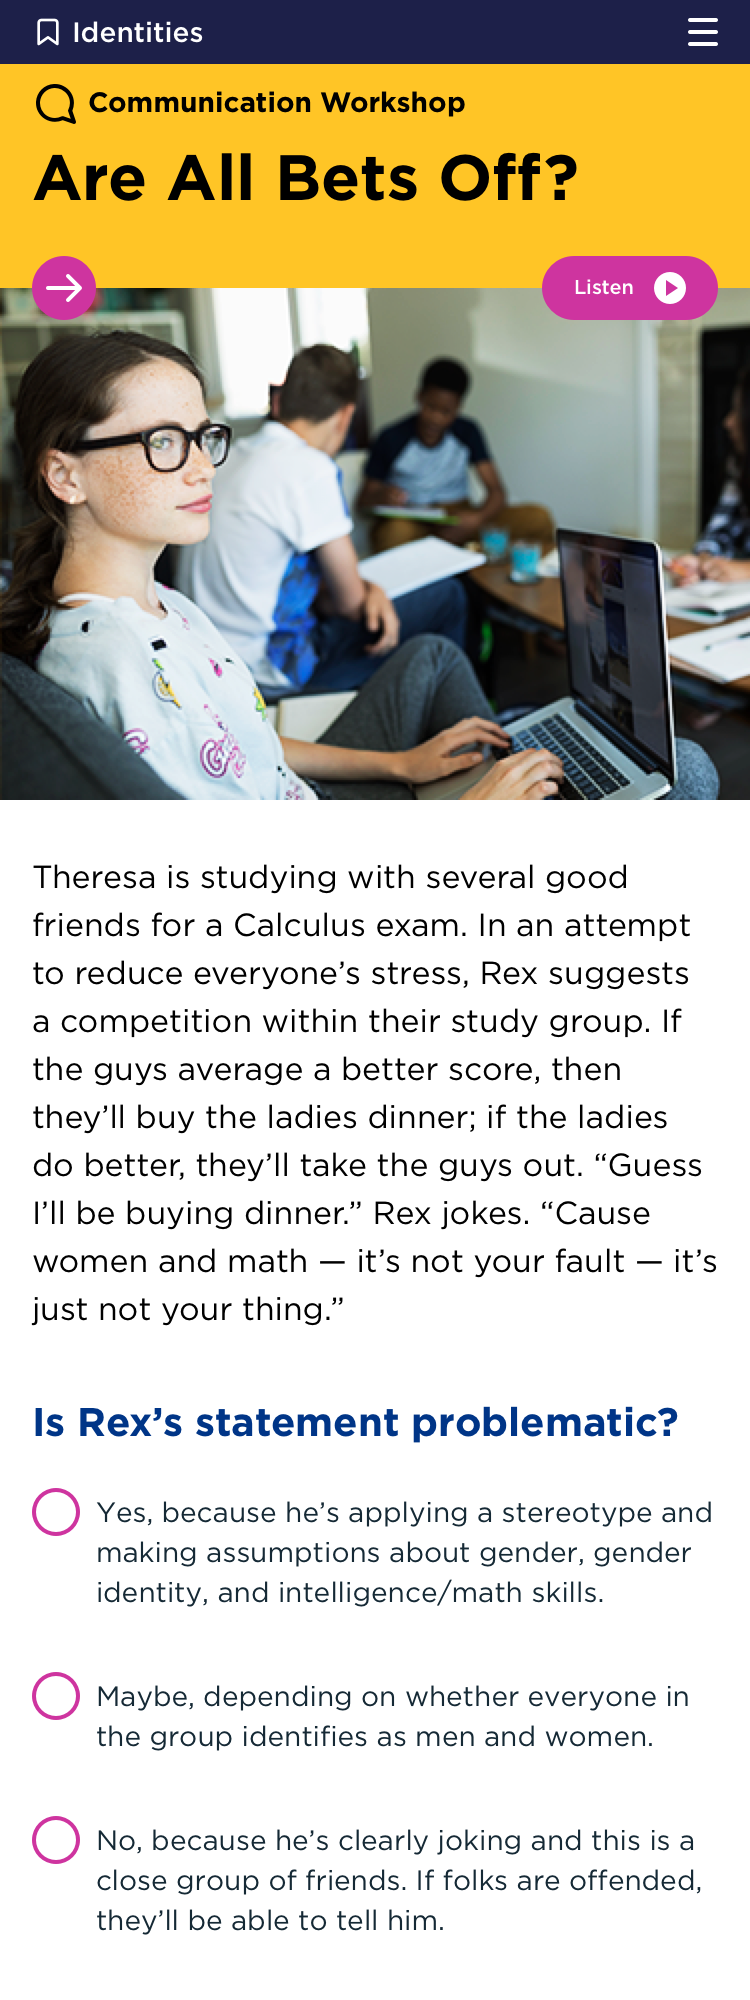 Identities
Communication Workshop
Are All Bets Off?
Listen
Theresa is studying with several good
friends for a Calculus exam. In an attempt
to reduce everyone’s stress, Rex suggests
a competition within their study group. If
the guys average a better score, then
they’ll buy the ladies dinner; if the ladies
do better, they’ll take the guys out. “Guess
I’ll be buying dinner.” Rex jokes. “Cause
women and math — it’s not your fault — it’s
just not your thing.”
Is Rex’s statement problematic?
Yes, because he’s applying a stereotype and
making assumptions about gender, gender
identity, and intelligence/math skills.
Maybe, depending on whether everyone in
the group identifies as men and women.
No, because he’s clearly joking and this is a
close group of friends. If folks are offended,
they’ll be able to tell him.